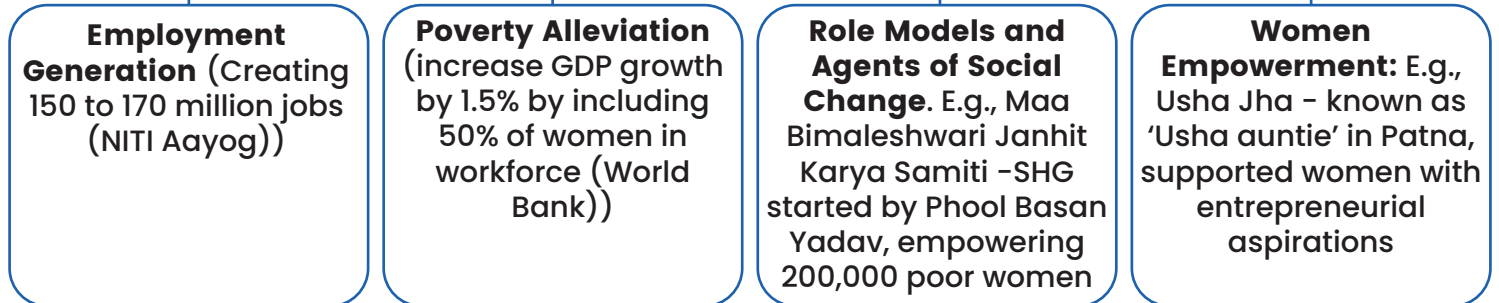 Employment
Generation (Creating
150 to 170 million jobs
(NITI Aayog))
Poverty Alleviation
(increase GDP growth
by 1.5% by including
50% of women in
workforce (World
Bank))
Role Models and
Agents of Social
Change. E.g., Maa
Bimaleshwari Janhit
Karya Samiti -SHG
started by Phool Basan
Yadav, empowering
200,000 poor women
Women
Empowerment: E.g.,
Usha Jha - known as
‘Usha auntie’ in Patna,
supported women with
entrepreneurial
aspirations